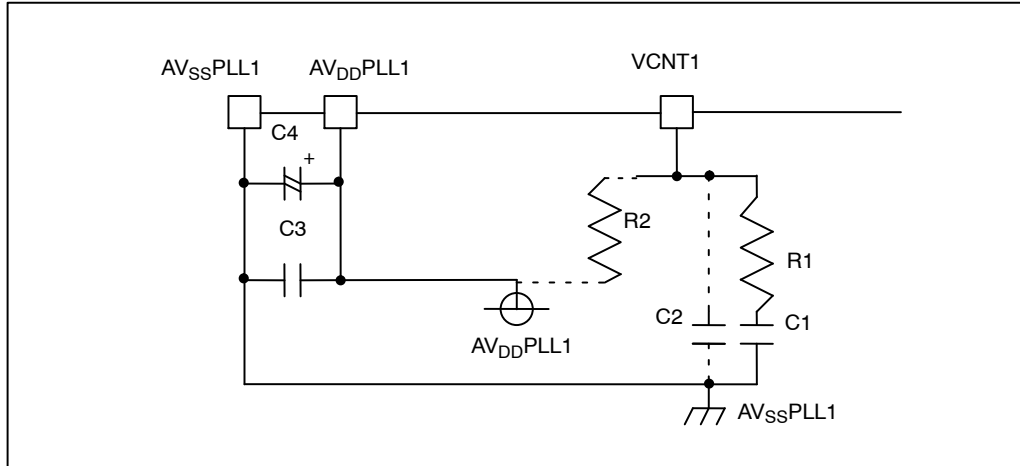 AVSSPLL1
AVDDPLL1
VCNT1
C4
+
C3
R2
R1
C2
C1
AVDDPLL1
AVSSPLL1